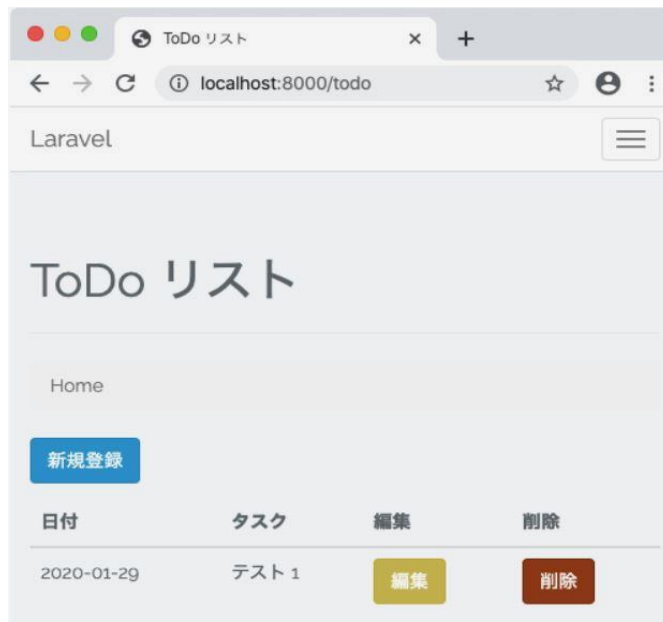 ToDo リスト
localhost:8000/todo
Laravel
ToDo リスト
Home
新規登録
日付 タスク 編集 削除
2020-01-29 テスト 1 編集 削除